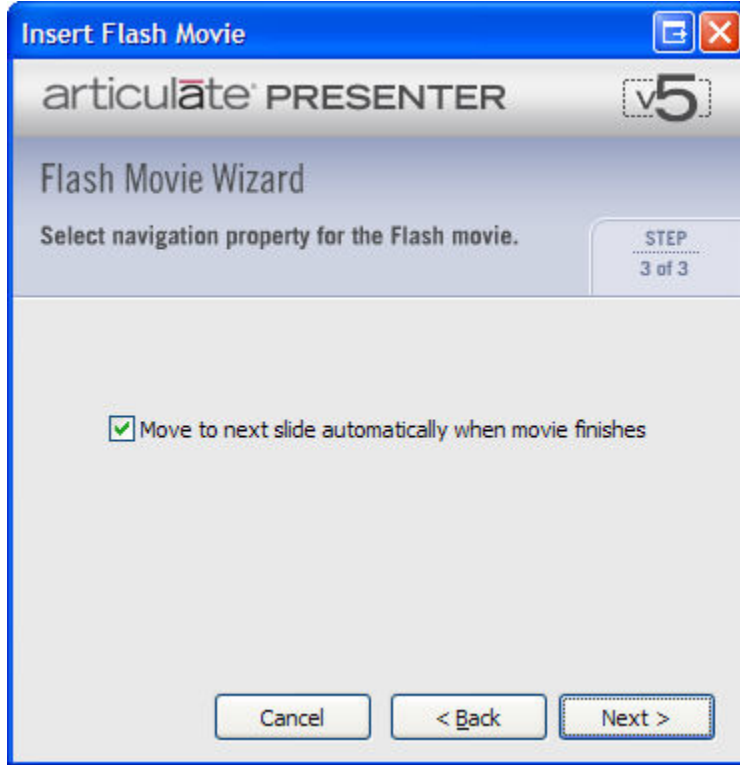 Insert Flash Movie
articulāte PRESENTER v5
Flash Movie Wizard
Select navigation property for the Flash movie.
STEP
3 of 3
Move to next slide automatically when movie finishes
Cancel < Back Next >